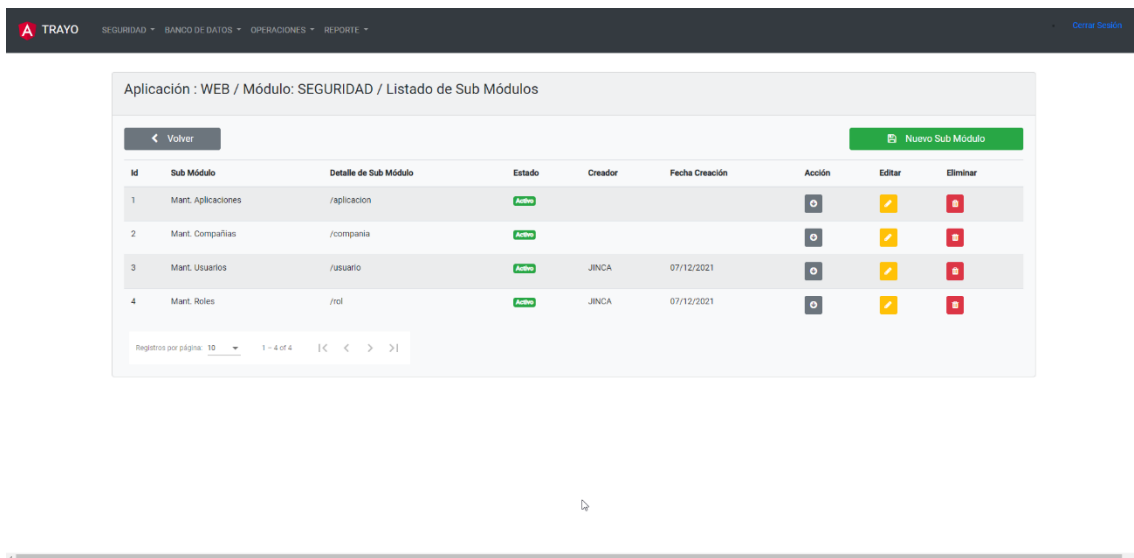 A TRAYO SEGURIDAD BANCO DE DATOS OPERACIONES REPORTE Cerrar Sesión
Aplicación : WEB / Módulo: SEGURIDAD / Listado de Sub Módulos
Volver Nuevo Sub Módulo
Id Sub Módulo Detalle de Sub Módulo Estado Creador Fecha Creación Acción Editar Eliminar
1 Mant. Aplicaciones /aplicacion Activo
2 Mant. Compañias /compania Activo
3 Mant. Usuarios /usuario Activo JINCA 07/12/2021
4 Mant. Roles /rol Activo JINCA 07/12/2021
Registros por página: 10 1 – 4 of 4